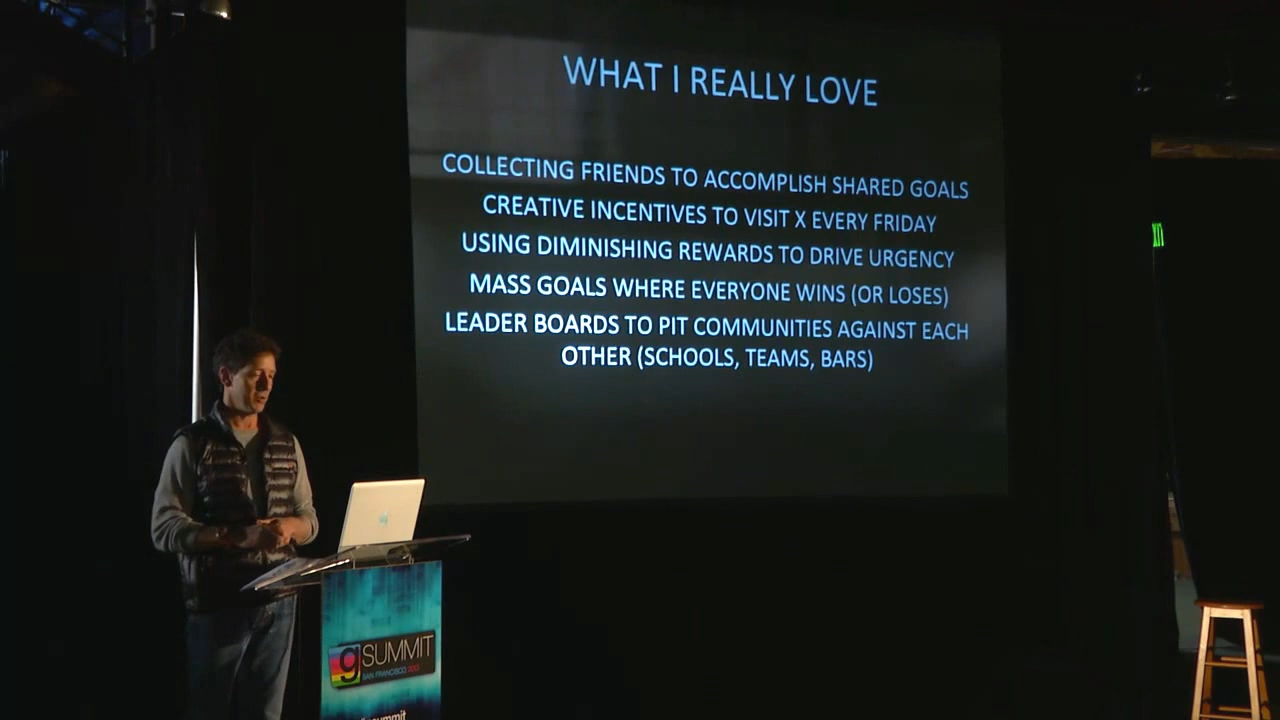 WHAT I REALLY LOVE
COLLECTING FRIENDS TO ACCOMPLISH SHARED GOALS
CREATIVE INCENTIVES TO VISIT X EVERY FRIDAY
USING DIMINISHING REWARDS TO DRIVE URGENCY
MASS GOALS WHERE EVERYONE WINS (OR LOSES)
LEADER BOARDS TO PIT COMMUNITIES AGAINST EACH
OTHER (SCHOOLS, TEAMS, BARS)
g SUMMIT
SAN FRANCISCO 2013